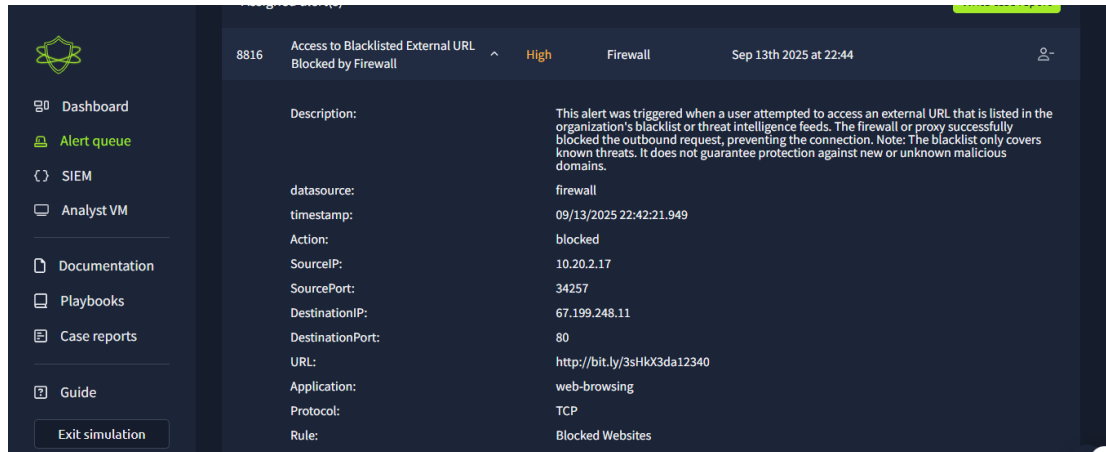 Assigned alert(s)
Write case report
8816
Access to Blacklisted External URL
Blocked by Firewall
High
Firewall
Sep 13th 2025 at 22:44
Dashboard
Alert queue
SIEM
Analyst VM
Documentation
Playbooks
Case reports
Guide
Exit simulation
Description:
This alert was triggered when a user attempted to access an external URL that is listed in the
organization's blacklist or threat intelligence feeds. The firewall or proxy successfully
blocked the outbound request, preventing the connection. Note: The blacklist only covers
known threats. It does not guarantee protection against new or unknown malicious
domains.
datasource: firewall
timestamp: 09/13/2025 22:42:21.949
Action: blocked
SourceIP: 10.20.2.17
SourcePort: 34257
DestinationIP: 67.199.248.11
DestinationPort: 80
URL: http://bit.ly/3sHkX3da12340
Application: web-browsing
Protocol: TCP
Rule: Blocked Websites